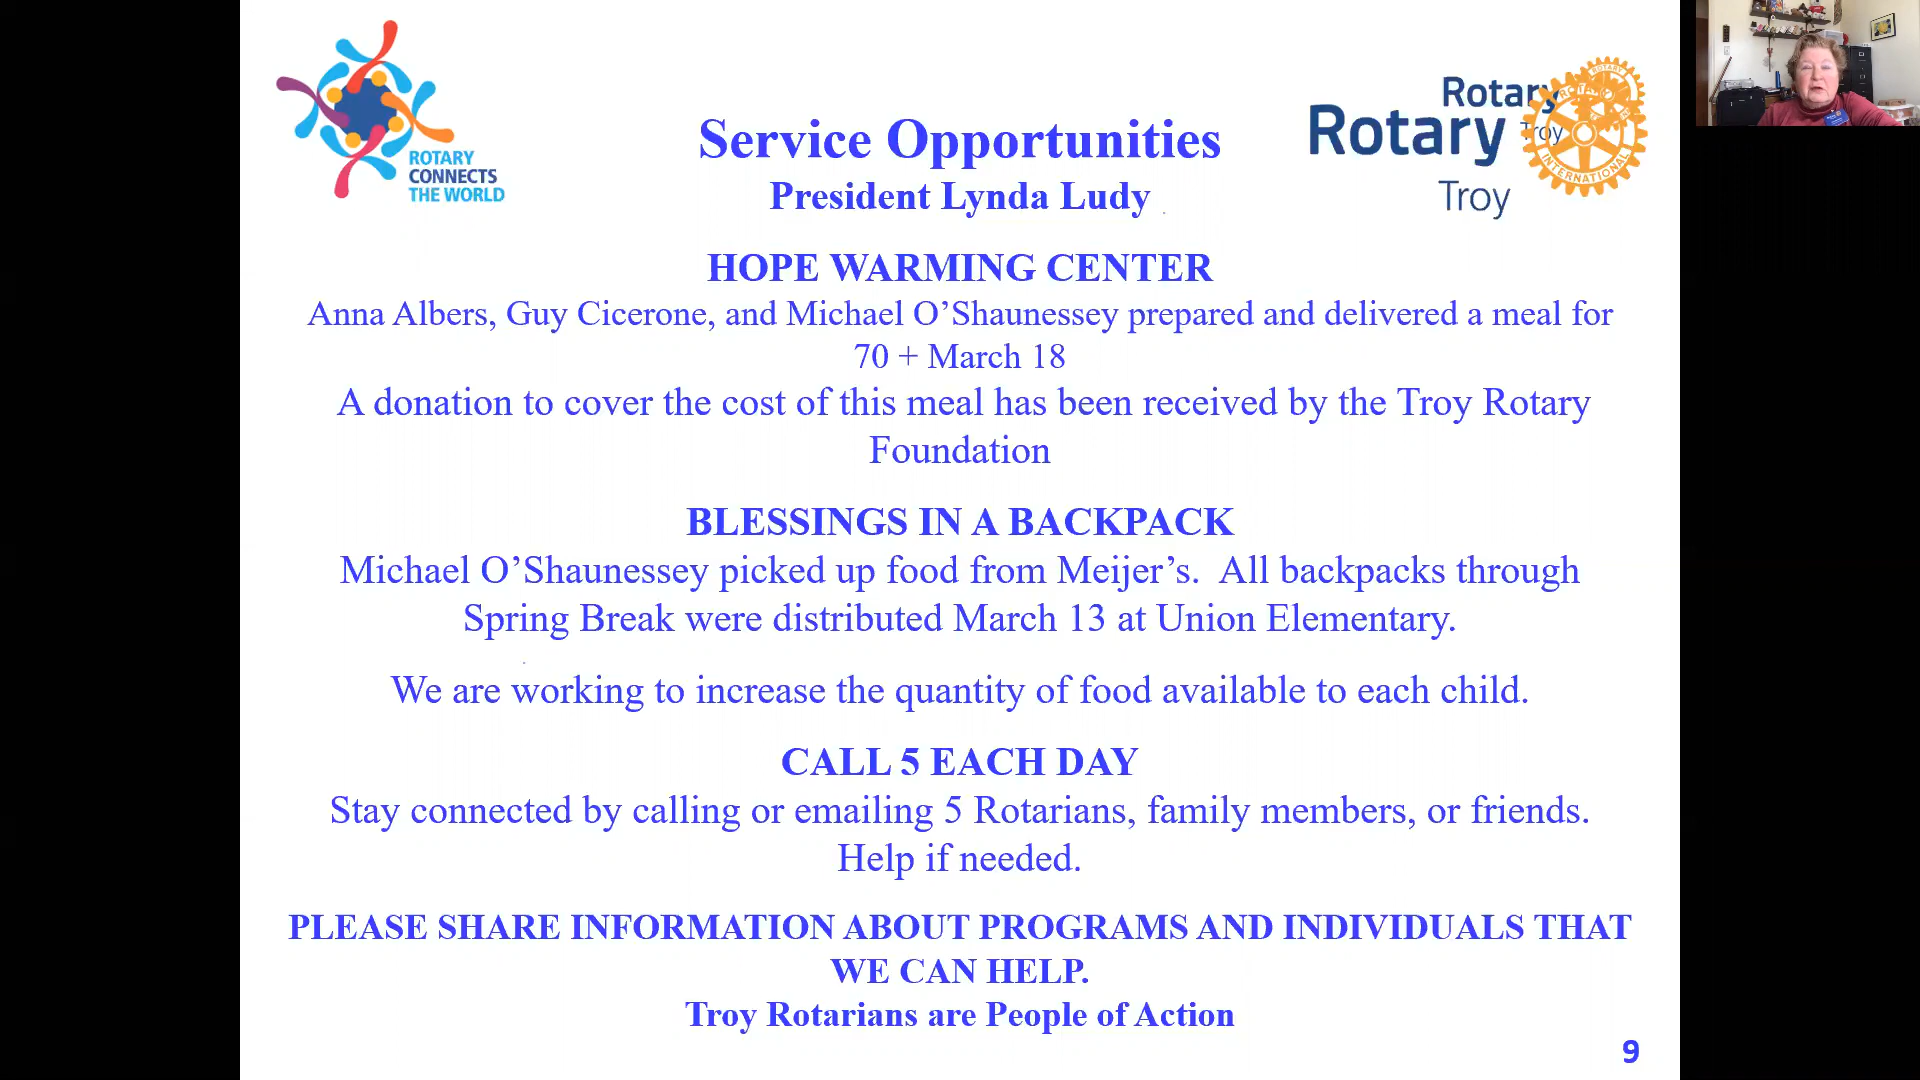 ROTARY
CONNECTS
THE WORLD
Service Opportunities
President Lynda Ludy
Rotary
Troy
Rotary
Troy
ROTARY
INTERNATIONAL
HOPE WARMING CENTER
Anna Albers, Guy Cicerone, and Michael O’Shaunessey prepared and delivered a meal for
70 + March 18
A donation to cover the cost of this meal has been received by the Troy Rotary
Foundation
BLESSINGS IN A BACKPACK
Michael O’Shaunessey picked up food from Meijer’s.  All backpacks through
Spring Break were distributed March 13 at Union Elementary.
We are working to increase the quantity of food available to each child.
CALL 5 EACH DAY
Stay connected by calling or emailing 5 Rotarians, family members, or friends.
Help if needed.
PLEASE SHARE INFORMATION ABOUT PROGRAMS AND INDIVIDUALS THAT
WE CAN HELP.
Troy Rotarians are People of Action
9